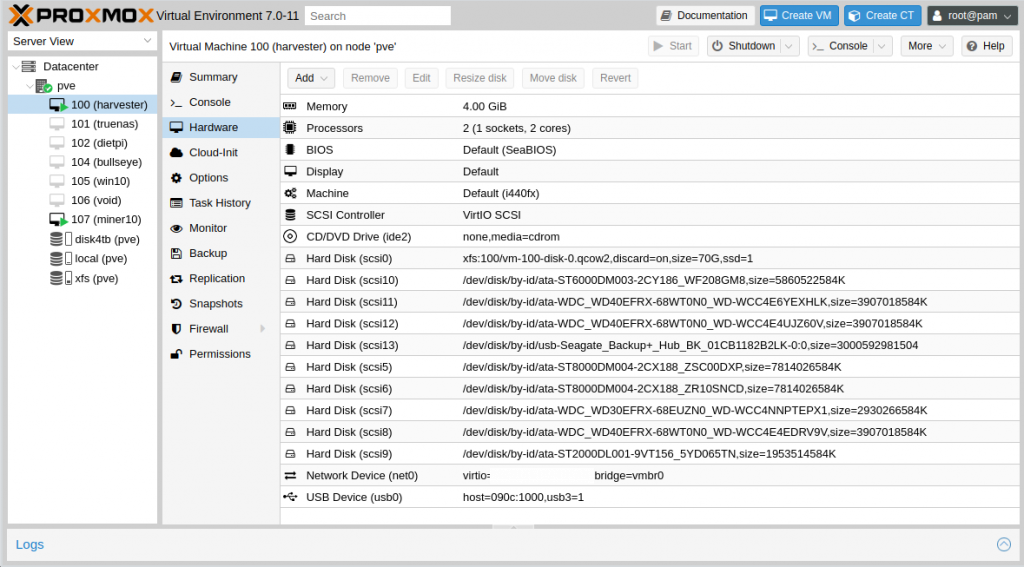 PROXMOX Virtual Environment 7.0-11 Search Documentation Create VM Create CT root@pam
Server View
Virtual Machine 100 (harvester) on node 'pve' Start Shutdown Console More Help
Datacenter
pve
100 (harvester)
101 (truenas)
102 (dietpi)
104 (bullseye)
105 (win10)
106 (void)
107 (miner10)
disk4tb (pve)
local (pve)
xfs (pve)
Summary
Console
Hardware
Cloud-Init
Options
Task History
Monitor
Backup
Replication
Snapshots
Firewall
Permissions
Add Remove Edit Resize disk Move disk Revert
Memory 4.00 GiB
Processors 2 (1 sockets, 2 cores)
BIOS Default (SeaBIOS)
Display Default
Machine Default (i440fx)
SCSI Controller VirtIO SCSI
CD/DVD Drive (ide2) none,media=cdrom
Hard Disk (scsi0) xfs:100/vm-100-disk-0.qcow2,discard=on,size=70G,ssd=1
Hard Disk (scsi10) /dev/disk/by-id/ata-ST6000DM003-2CY186_WF208GM8,size=5860522584K
Hard Disk (scsi11) /dev/disk/by-id/ata-WDC_WD40EFRX-68WT0N0_WD-WCC4E6YEXHLK,size=3907018584K
Hard Disk (scsi12) /dev/disk/by-id/ata-WDC_WD40EFRX-68WT0N0_WD-WCC4E4UJZ60V,size=3907018584K
Hard Disk (scsi13) /dev/disk/by-id/usb-Seagate_Backup+_Hub_BK_01CB1182B2LK-0:0,size=3000592981504
Hard Disk (scsi5) /dev/disk/by-id/ata-ST8000DM004-2CX188_ZSC00DXP,size=7814026584K
Hard Disk (scsi6) /dev/disk/by-id/ata-ST8000DM004-2CX188_ZR10SNCD,size=7814026584K
Hard Disk (scsi7) /dev/disk/by-id/ata-WDC_WD30EFRX-68EUZN0_WD-WCC4NNPTEPX1,size=2930266584K
Hard Disk (scsi8) /dev/disk/by-id/ata-WDC_WD40EFRX-68WT0N0_WD-WCC4E4EDRV9V,size=3907018584K
Hard Disk (scsi9) /dev/disk/by-id/ata-ST2000DL001-9VT156_5YD065TN,size=1953514584K
Network Device (net0) virtio= bridge=vmbr0
USB Device (usb0) host=090c:1000,usb3=1
Logs